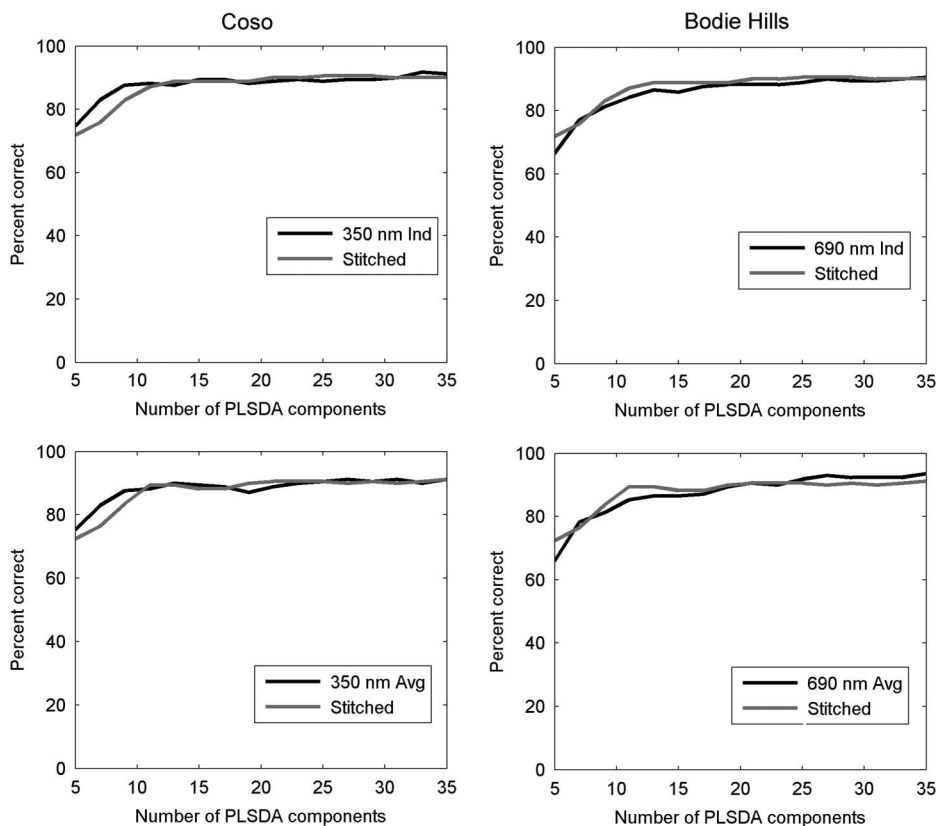 Coso
Bodie Hills
100
80
60
40
20
0
Percent correct
350 nm Ind
Stitched
5 10 15 20 25 30 35
Number of PLSDA components
100
80
60
40
20
0
Percent correct
690 nm Ind
Stitched
5 10 15 20 25 30 35
Number of PLSDA components
100
80
60
40
20
0
Percent correct
350 nm Avg
Stitched
5 10 15 20 25 30 35
Number of PLSDA components
100
80
60
40
20
0
Percent correct
690 nm Avg
Stitched
5 10 15 20 25 30 35
Number of PLSDA components